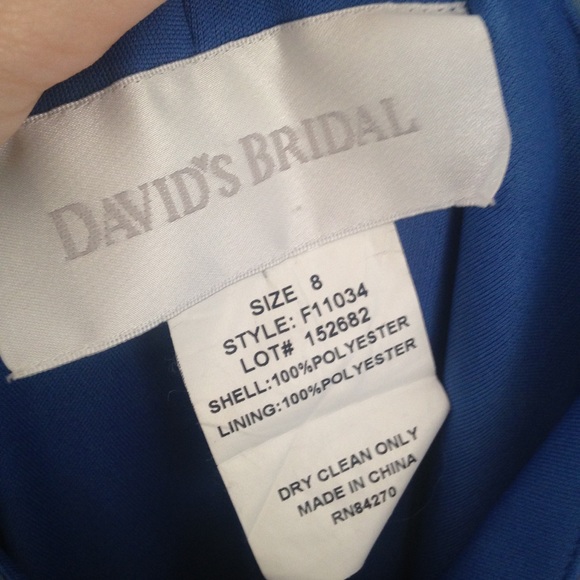 DAVID'S BRIDAL
SIZE 8
STYLE: F11034
LOT# 152682
SHELL:100%POLYESTER
LINING:100%POLYESTER
DRY CLEAN ONLY
MADE IN CHINA
RN84270